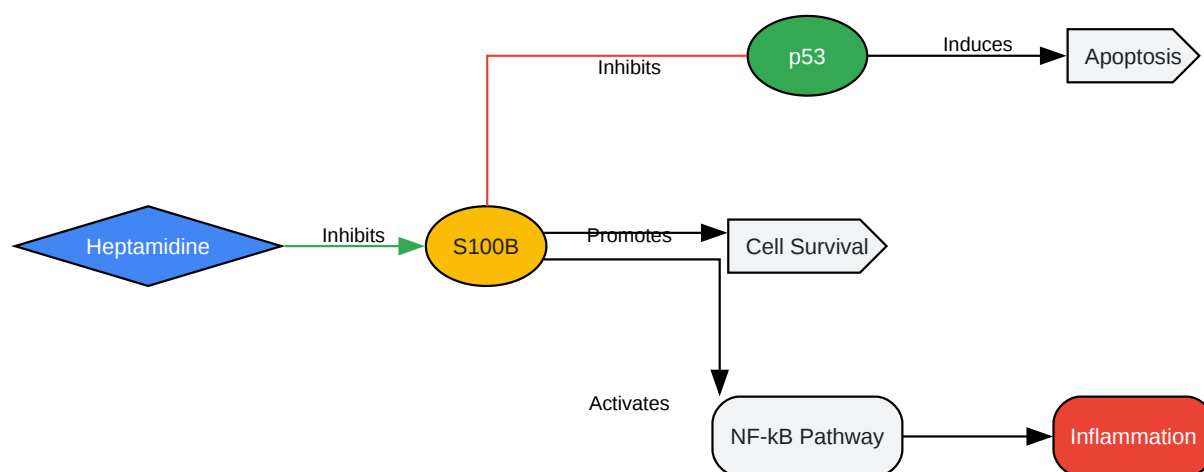 p53
Induces
Apoptosis
Inhibits
Heptamidine
Inhibits
S100B
Promotes
Cell Survival
Activates
NF-kB Pathway
Inflammation